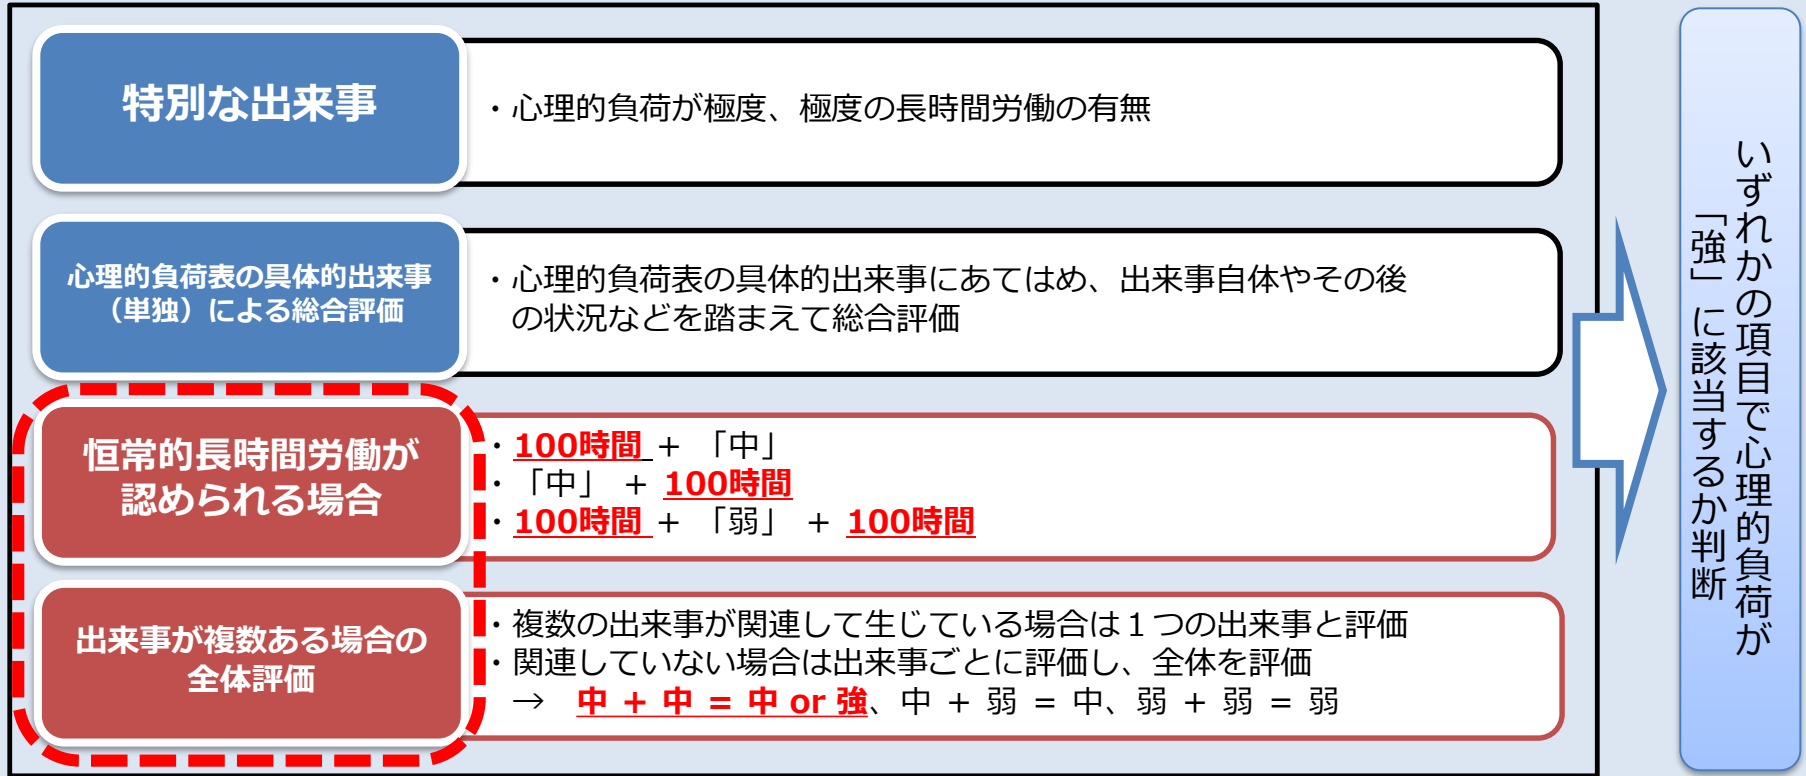 特別な出来事
・心理的負荷が極度、極度の長時間労働の有無
心理的負荷表の具体的出来事
（単独）による総合評価
・心理的負荷表の具体的出来事にあてはめ、出来事自体やその後
の状況などを踏まえて総合評価
恒常的長時間労働が
認められる場合
・100時間 + 「中」
・「中」 + 100時間
・100時間 + 「弱」 + 100時間
出来事が複数ある場合の
全体評価
・複数の出来事が関連して生じている場合は１つの出来事と評価
・関連していない場合は出来事ごとに評価し、全体を評価
→ 中 + 中 = 中 or 強、中 + 弱 = 中、弱 + 弱 = 弱
いずれかの項目で心理的負荷が
「強」に該当するか判断